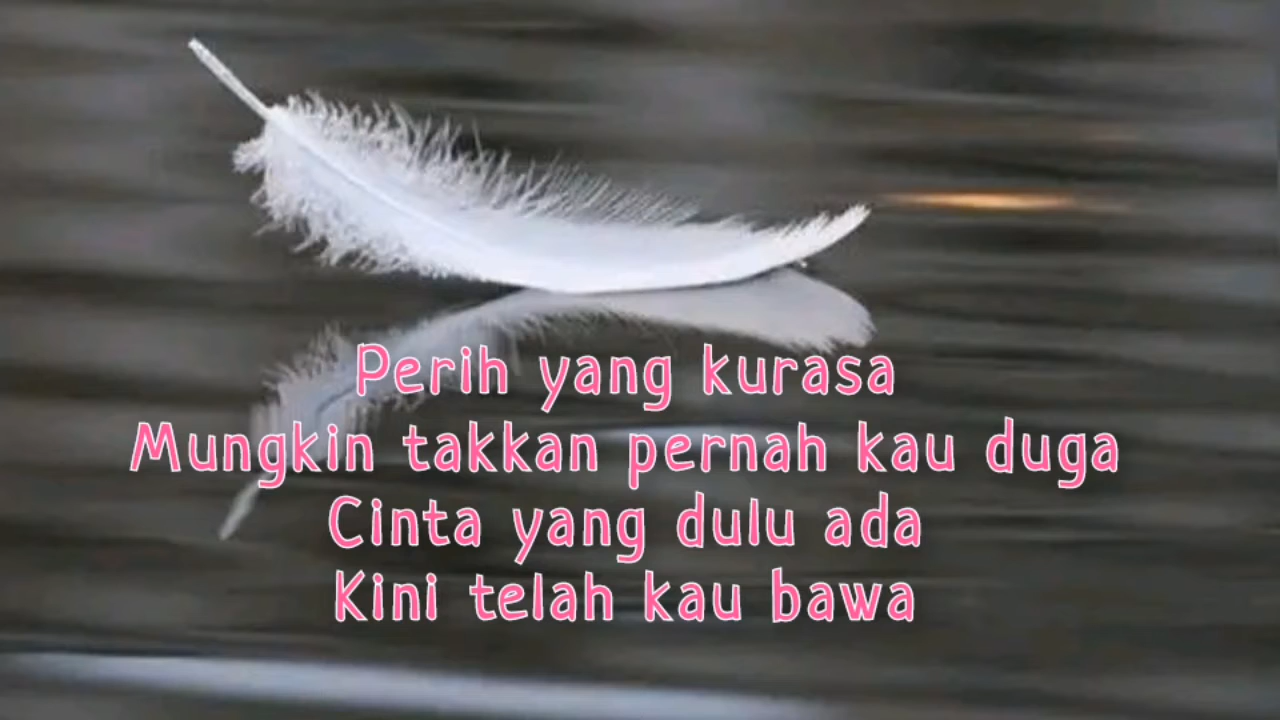 Perih yang kurasa
Mungkin takkan pernah kau duga
Cinta yang dulu ada
Kini telah kau bawa